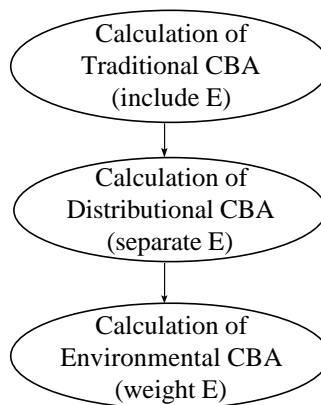 Calculation of
Traditional CBA
(include E)
Calculation of
Distributional CBA
(separate E)
Calculation of
Environmental CBA
(weight E)